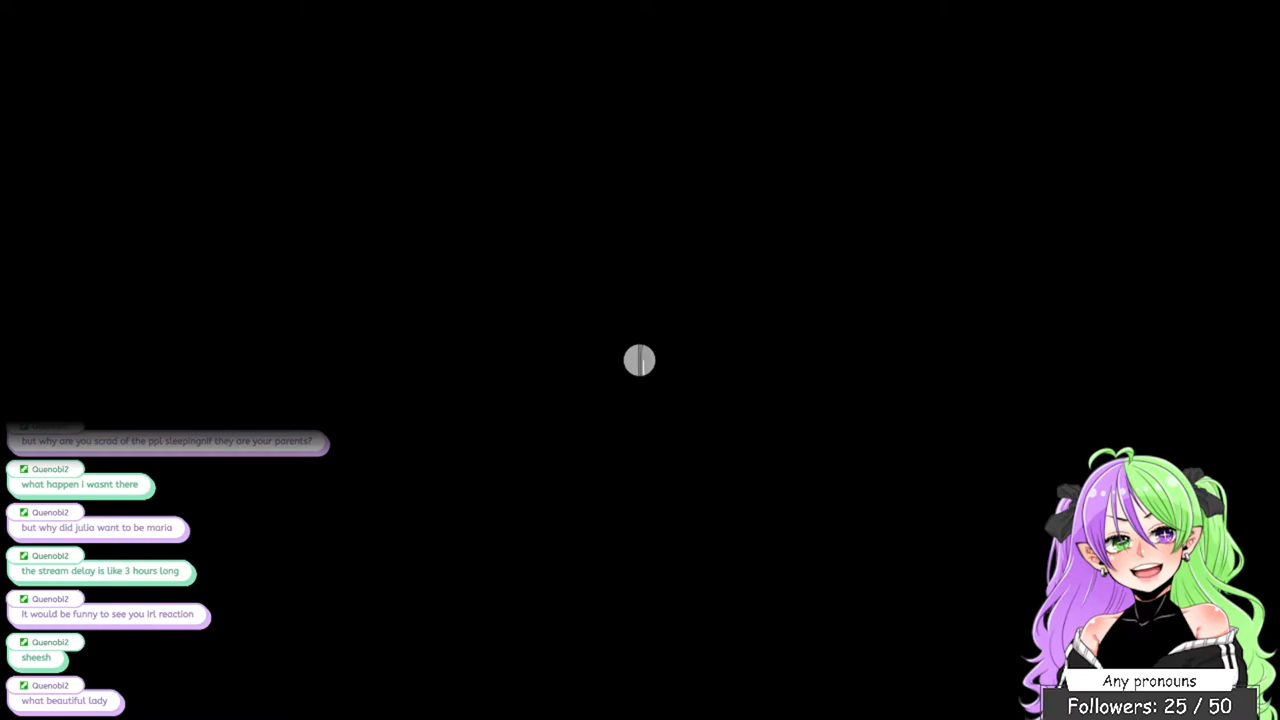 Quenobi2
but why are you scrad of the ppl sleepingnif they are your parents?
Quenobi2
what happen i wasnt there
Quenobi2
but why did julia want to be maria
Quenobi2
the stream delay is like 3 hours long
Quenobi2
it would be funny to see you irl reaction
Quenobi2
sheesh
Quenobi2
what beautiful lady
Any pronouns
Followers: 25 / 50